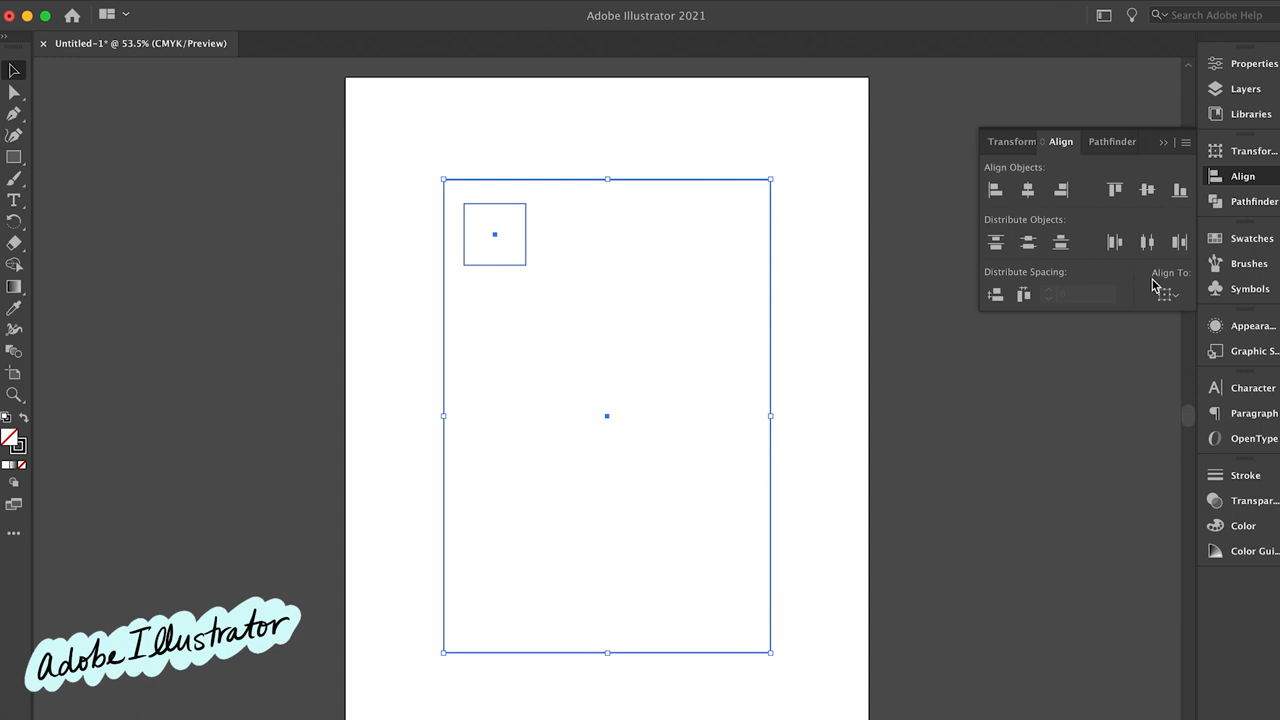 Adobe Illustrator 2021
Search Adobe Help
Untitled-1* @ 53.5% (CMYK/Preview)
Transform
Align
Pathfinder
Align Objects:
Distribute Objects:
Distribute Spacing:
Align To:
0
Properties
Layers
Libraries
Transfor...
Align
Pathfinder
Swatches
Brushes
Symbols
Appeara...
Graphic S...
Character
Paragraph
OpenType
Stroke
Transpar...
Color
Color Gui...
Adobe Illustrator